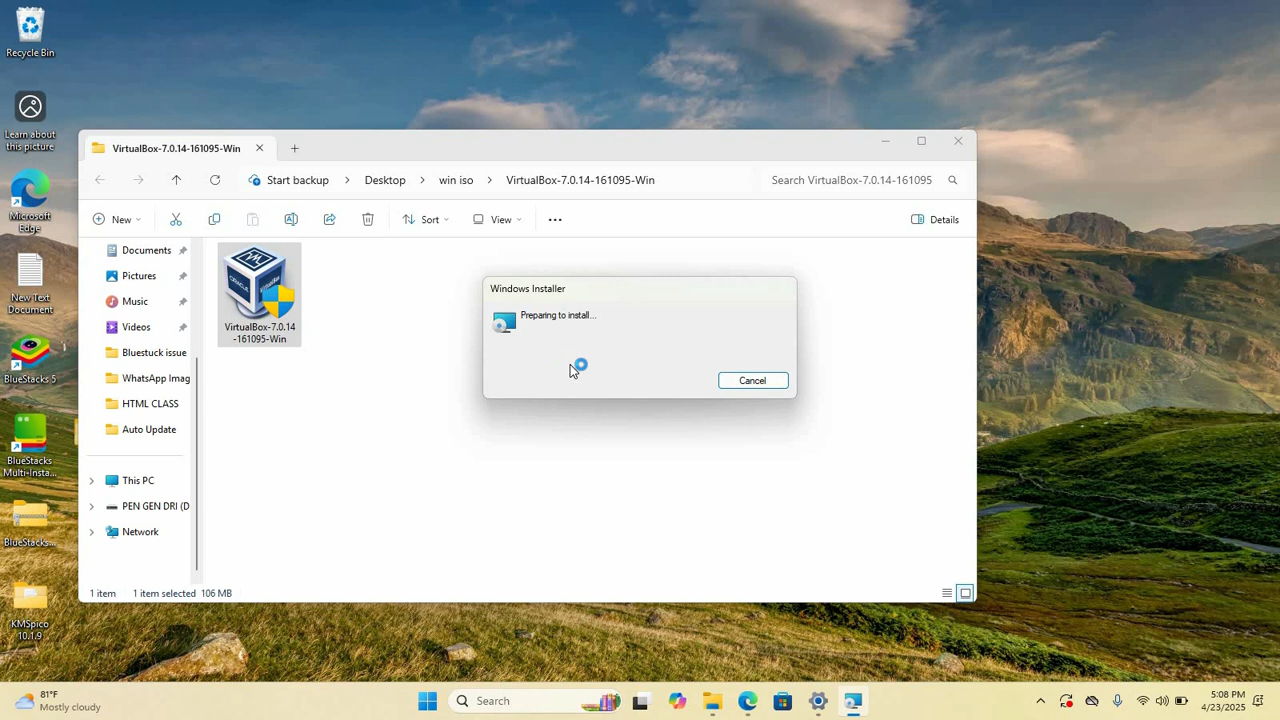 Recycle Bin
Learn about
this picture
Microsoft
Edge
New Text
Document
BlueStacks 5
BlueStacks
Multi-Insta...
BlueStacks...
KMSpico
10.1.9
VirtualBox-7.0.14-161095-Win
Start backup
Desktop
win iso
VirtualBox-7.0.14-161095-Win
Search VirtualBox-7.0.14-161095
New
Sort
View
Details
Documents
Pictures
Music
Videos
Bluestuck issue
WhatsApp Imag
HTML CLASS
Auto Update
This PC
PEN GEN DRI (D
Network
VirtualBox-7.0.14
-161095-Win
Windows Installer
Preparing to install...
Cancel
1 item
1 item selected 106 MB
81°F
Mostly cloudy
Search
5:08 PM
4/23/2025